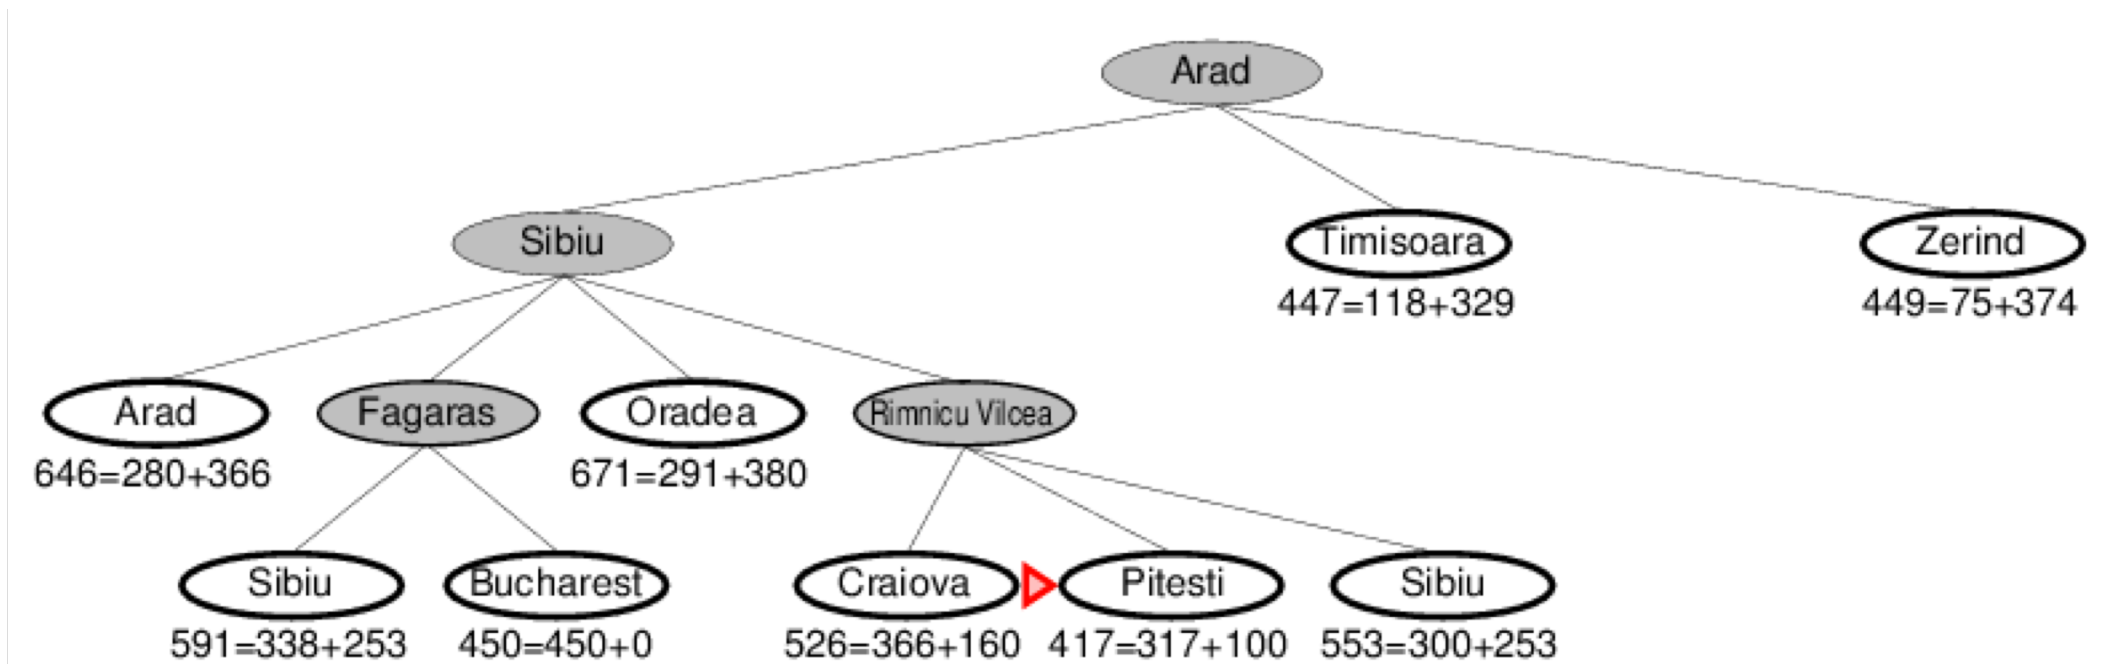 Arad
Sibiu
Timisoara
Zerind
447=118+329
449=75+374
Arad
Fagaras
Oradea
Rimnicu Vilcea
646=280+366
671=291+380
Sibiu
Bucharest
Craiova
Pitesti
Sibiu
591=338+253
450=450+0
526=366+160
417=317+100
553=300+253